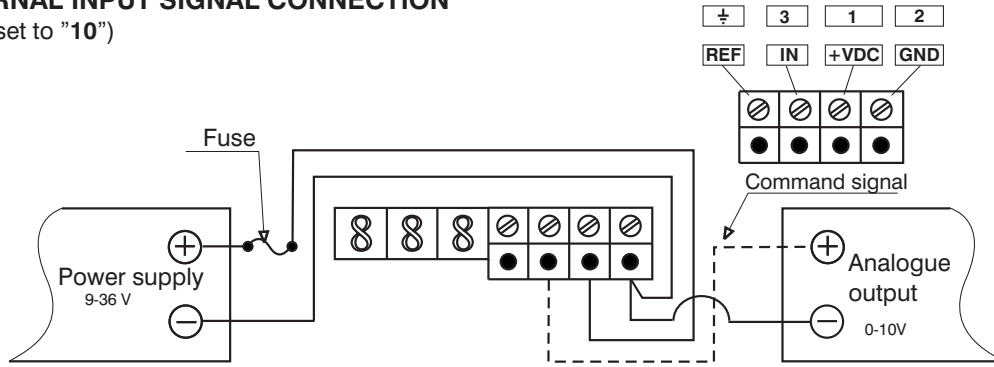 RNAL INPUT SIGNAL CONNECTION
set to "10")
3 1 2
REF IN +VDC GND
Fuse
Command signal
Power supply
9-36 V
888
Analogue
output
0-10V